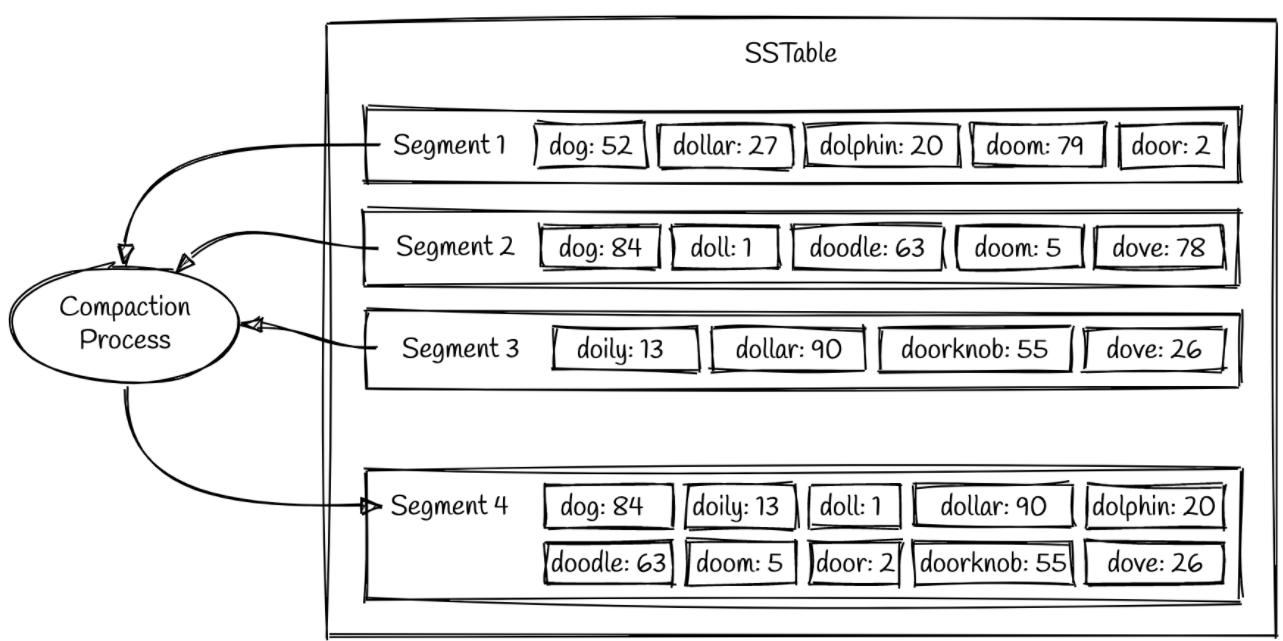 SSTable
Segment 1 dog: 52 dollar: 27 dolphin: 20 doom: 79 door: 2
Segment 2 dog: 84 doll: 1 doodle: 63 doom: 5 dove: 78
Compaction
Process
Segment 3 doily: 13 dollar: 90 doorknob: 55 dove: 26
Segment 4 dog: 84 doily: 13 doll: 1 dollar: 90 dolphin: 20
doodle: 63 doom: 5 door: 2 doorknob: 55 dove: 26